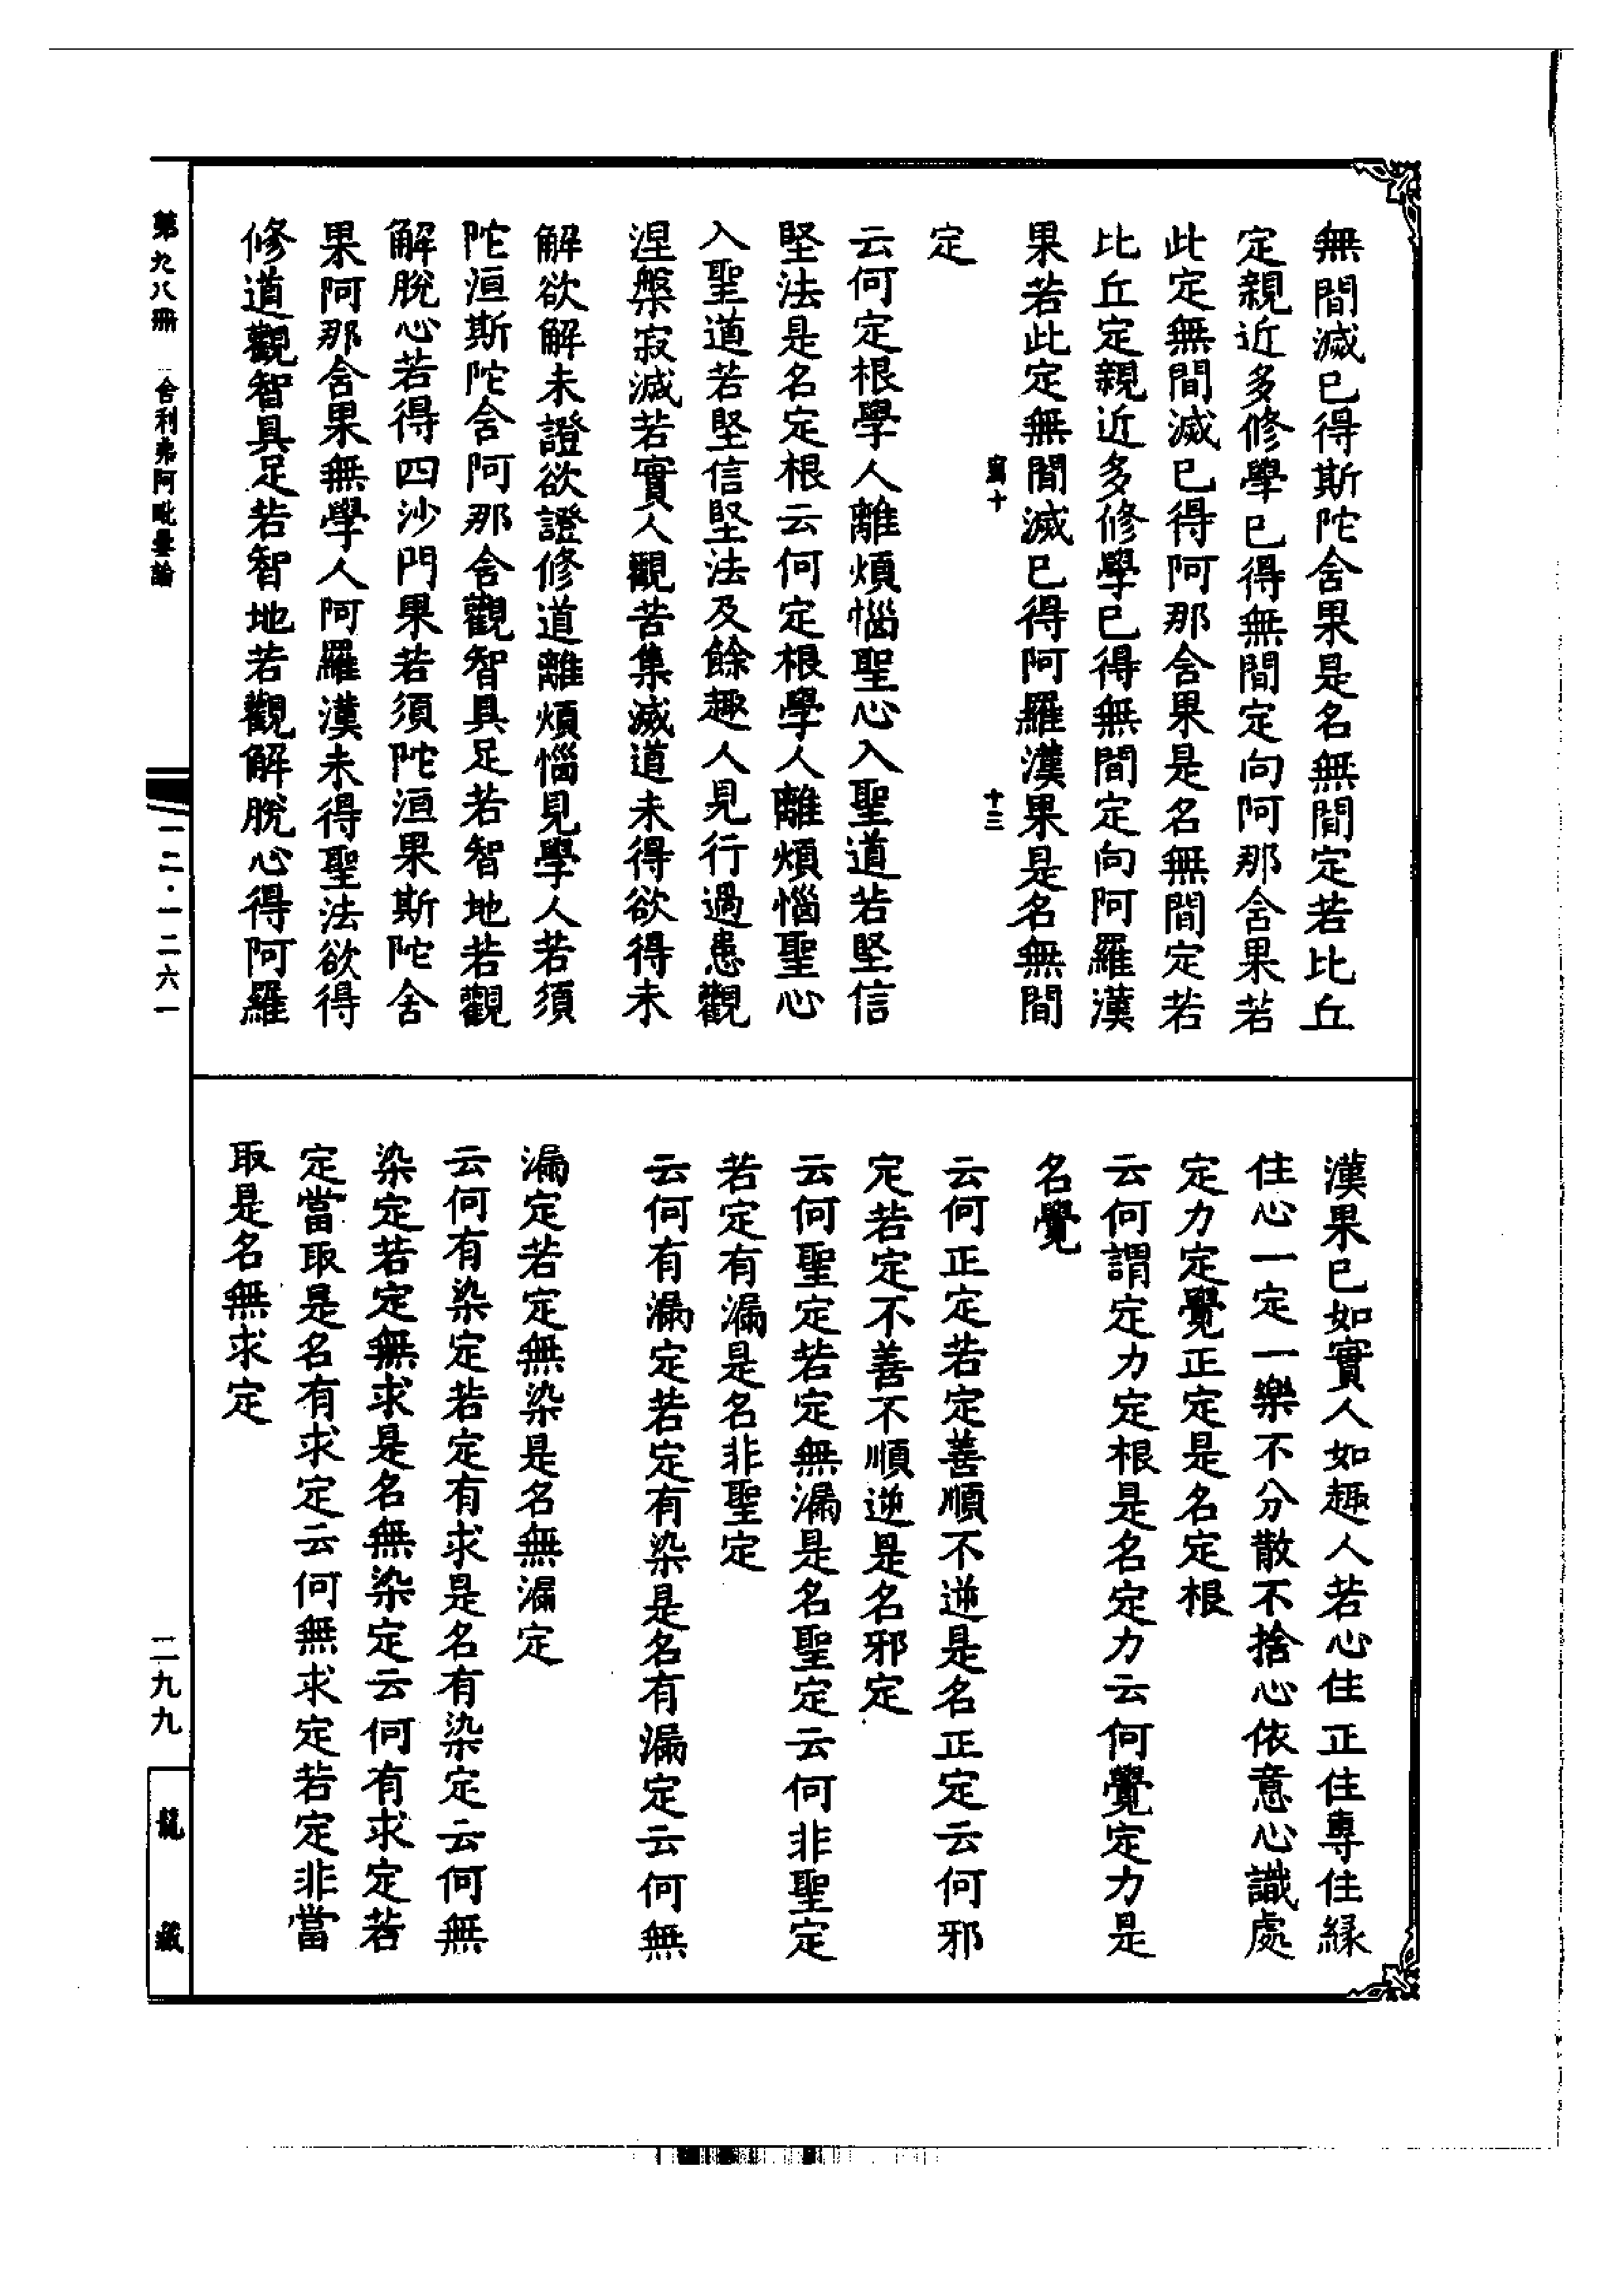 無間滅已得斯陀舍果是名無間定若比丘
定親近多修學已得無間定向阿那舍果若
此定無間滅已得阿那舍果是名無間定若
比丘定親近多修學已得無間定向阿羅漢
果若此定無間滅已得阿羅漢果是名無間
十三
定
云何定根學人離煩惱聖心入聖道若堅信
堅法是名定根云何定根學人離煩惱聖心
入聖道若堅信堅法及餘趣人見行過患觀
涅槃寂滅若實人觀苦集滅道未得欲得未
解欲解未證欲證修道離煩惱見學人若須
陀洹斯陀含阿那含觀智具足若智地若觀
解脫心若得四沙門果若須陀洹果斯陀舍
果阿那舍果無學人阿羅漢未得聖法欲得
修道觀智具足若智地若觀解脫心得阿羅
漢果已如實人如趣人若心住正住專住緣
住心一定一樂不分散不捨心依意心識處
定力定覺正定是名定根
云何謂定力定根是名定力云何覺定力是
名覺
云何正定若定善順不逆是名正定云何邪
定若定不善不順逆是名邪定
云何聖定若定無漏是名聖定云何非聖定
若定有漏是名非聖定
云何有漏定若定有染是名有漏定云何無
漏定若定無染是名無漏定
云何有染定若定有求是名有染定云何無
染定若定無求是名無染定云何有求定若
定當取是名有求定云何無求定若定非當
取是名無求定
第九八冊 舍利弗阿毗曇論
一二·一二六一
二九九
龍藏